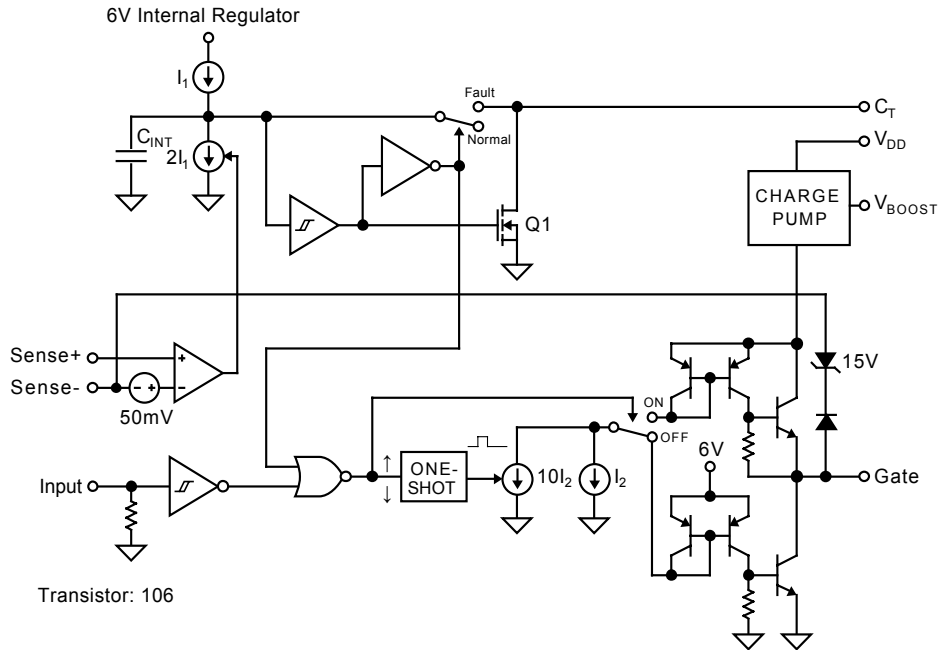 6V Internal Regulator
I1
CINT
2I1
Fault
Normal
CT
VDD
CHARGE
PUMP
VBOOST
Q1
Sense+
Sense-
+
−
− +
50mV
15V
ON
OFF
6V
Input
↑
↓
ONE-
SHOT
10I2
I2
Gate
Transistor: 106